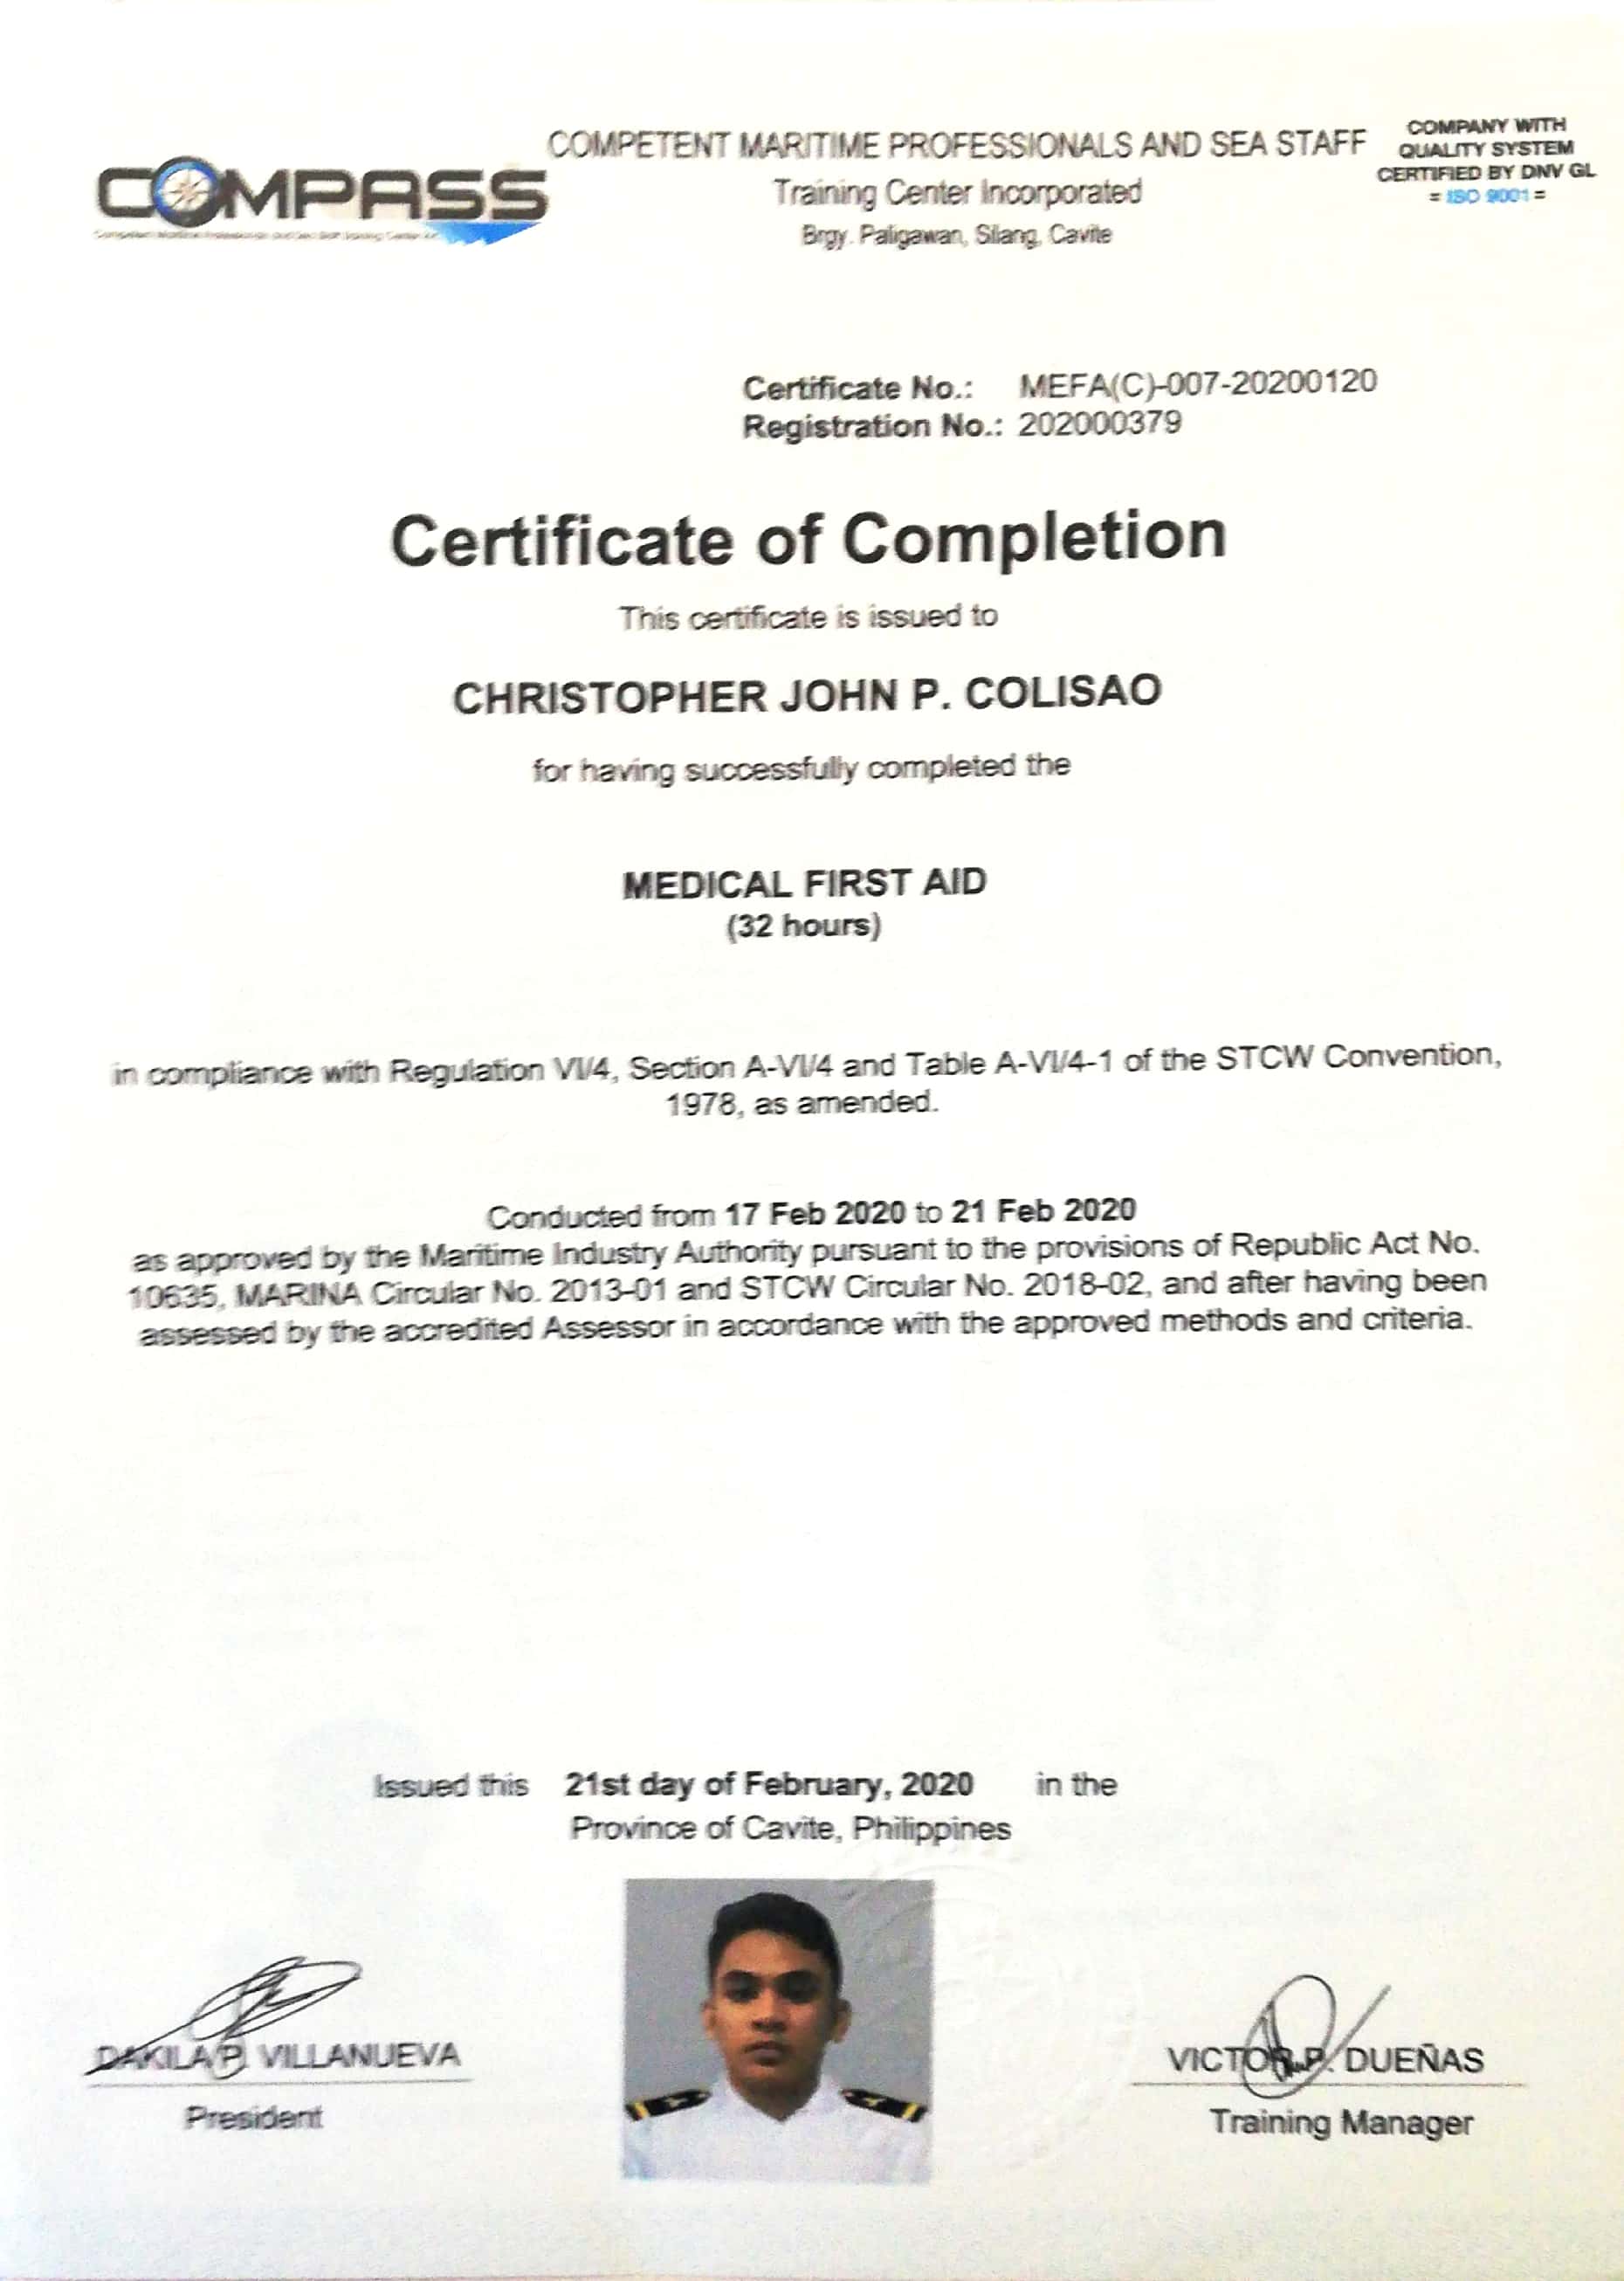 COMPASS
COMPETENT MARITIME PROFESSIONALS AND SEA STAFF
Training Center Incorporated
Brgy. Paligawan, Silang, Cavite
COMPANY WITH
QUALITY SYSTEM
CERTIFIED BY DNV GL
= ISO 9001 =
Certificate No.: MEFA(C)-007-20200120
Registration No.: 202000379
Certificate of Completion
This certificate is issued to
CHRISTOPHER JOHN P. COLISAO
for having successfully completed the
MEDICAL FIRST AID
(32 hours)
in compliance with Regulation VI/4, Section A-VI/4 and Table A-VI/4-1 of the STCW Convention,
1978, as amended.
Conducted from 17 Feb 2020 to 21 Feb 2020
as approved by the Maritime Industry Authority pursuant to the provisions of Republic Act No.
10635, MARINA Circular No. 2013-01 and STCW Circular No. 2018-02, and after having been
assessed by the accredited Assessor in accordance with the approved methods and criteria.
Issued this 21st day of February, 2020 in the
Province of Cavite, Philippines
DAKILA P. VILLANUEVA
President
VICTOR P. DUEÑAS
Training Manager